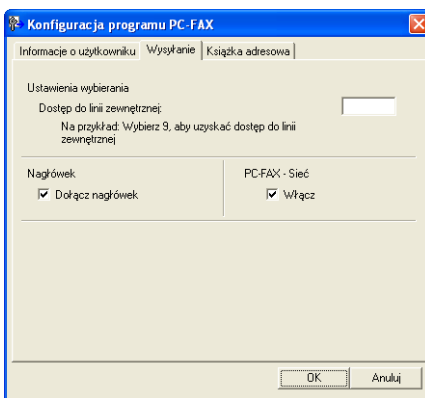 Konfiguracja programu PC-FAX
Informacje o użytkowniku Wysyłanie Książka adresowa
Ustawienia wybierania
Dostęp do linii zewnętrznej:
Na przykład: Wybierz 9, aby uzyskać dostęp do linii
zewnętrznej
Nagłówek PC-FAX - Sieć
Dołącz nagłówek Włącz
OK Anuluj